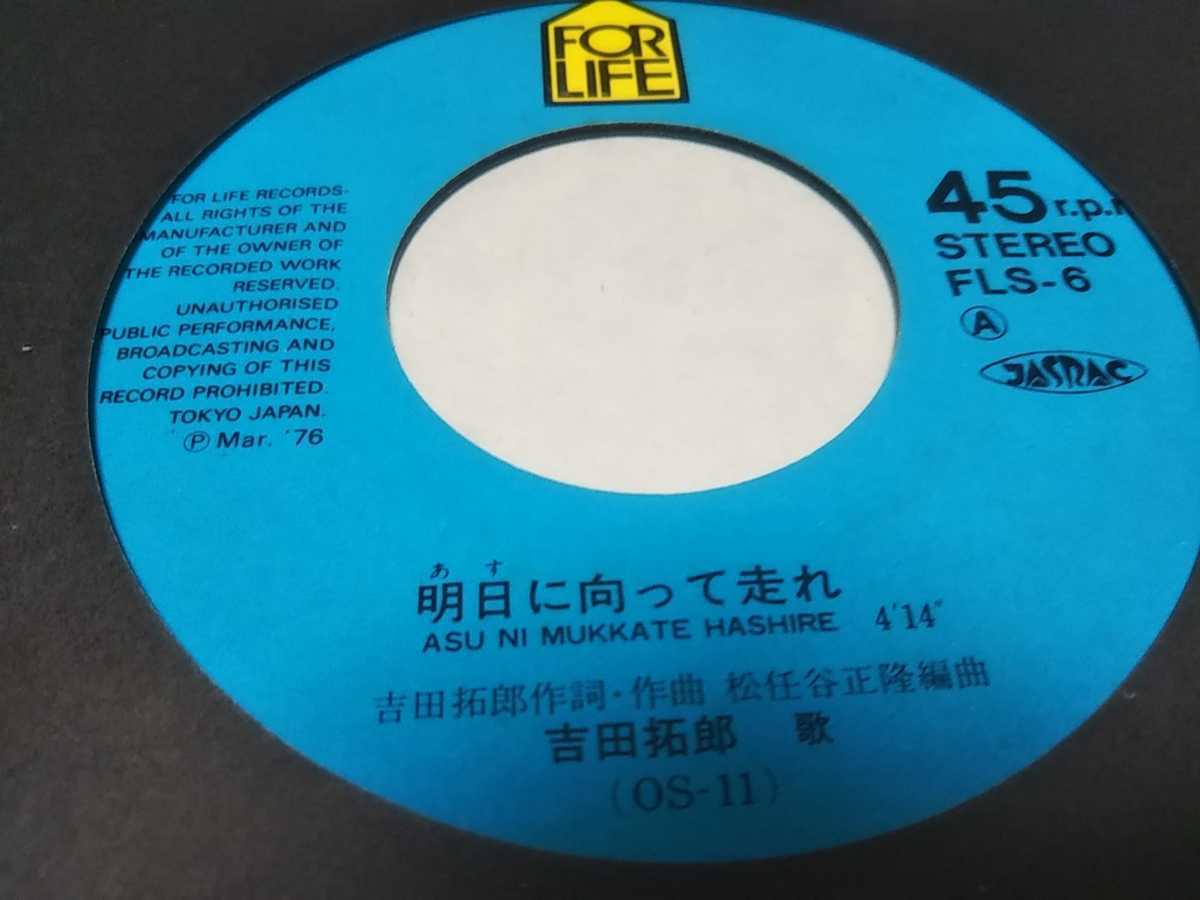 FOR
LIFE
FOR LIFE RECORDS-
ALL RIGHTS OF THE
MANUFACTURER AND
OF THE OWNER OF
THE RECORDED WORK
RESERVED.
UNAUTHORISED
PUBLIC PERFORMANCE,
BROADCASTING AND
COPYING OF THIS
RECORD PROHIBITED.
TOKYO JAPAN.
Ⓟ Mar. '76
45 r.p.m
STEREO
FLS-6
Ⓐ
JASRAC
あす
明日に向って走れ
ASU NI MUKKATE HASHIRE 4'14"
吉田拓郎作詞・作曲 松任谷正隆編曲
吉田拓郎 歌
(OS-11)